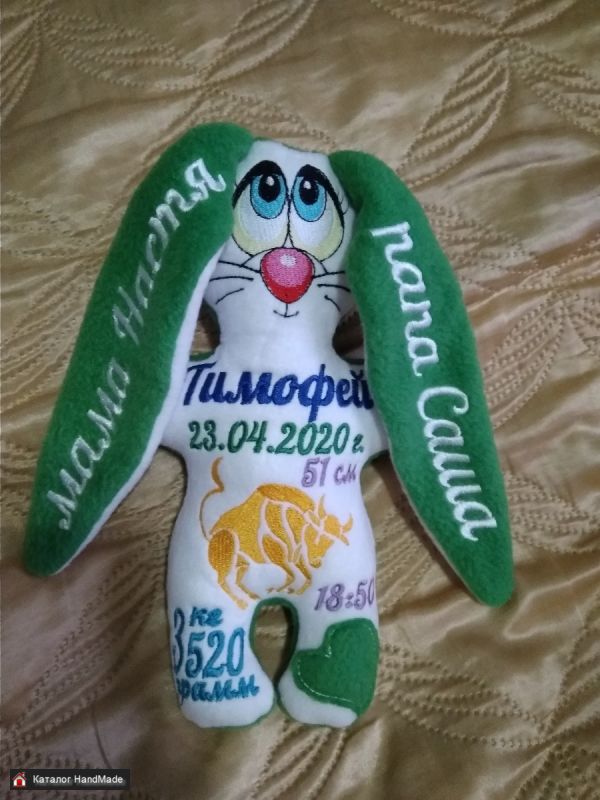 мама Настя
папа Саша
Тимофей
23.04.2020 г.
51 см
18:50
3 кг
520
грамм
Каталог HandMade